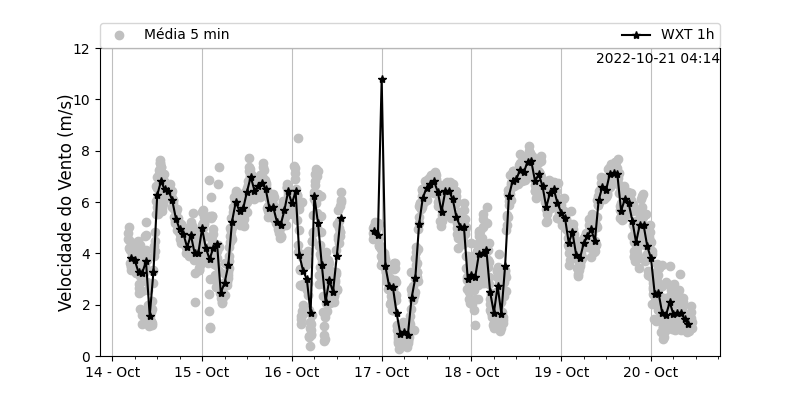 Média 5 min
WXT 1h
2022-10-21 04:14
Velocidade do Vento (m/s)
12
10
8
6
4
2
0
14 - Oct
15 - Oct
16 - Oct
17 - Oct
18 - Oct
19 - Oct
20 - Oct